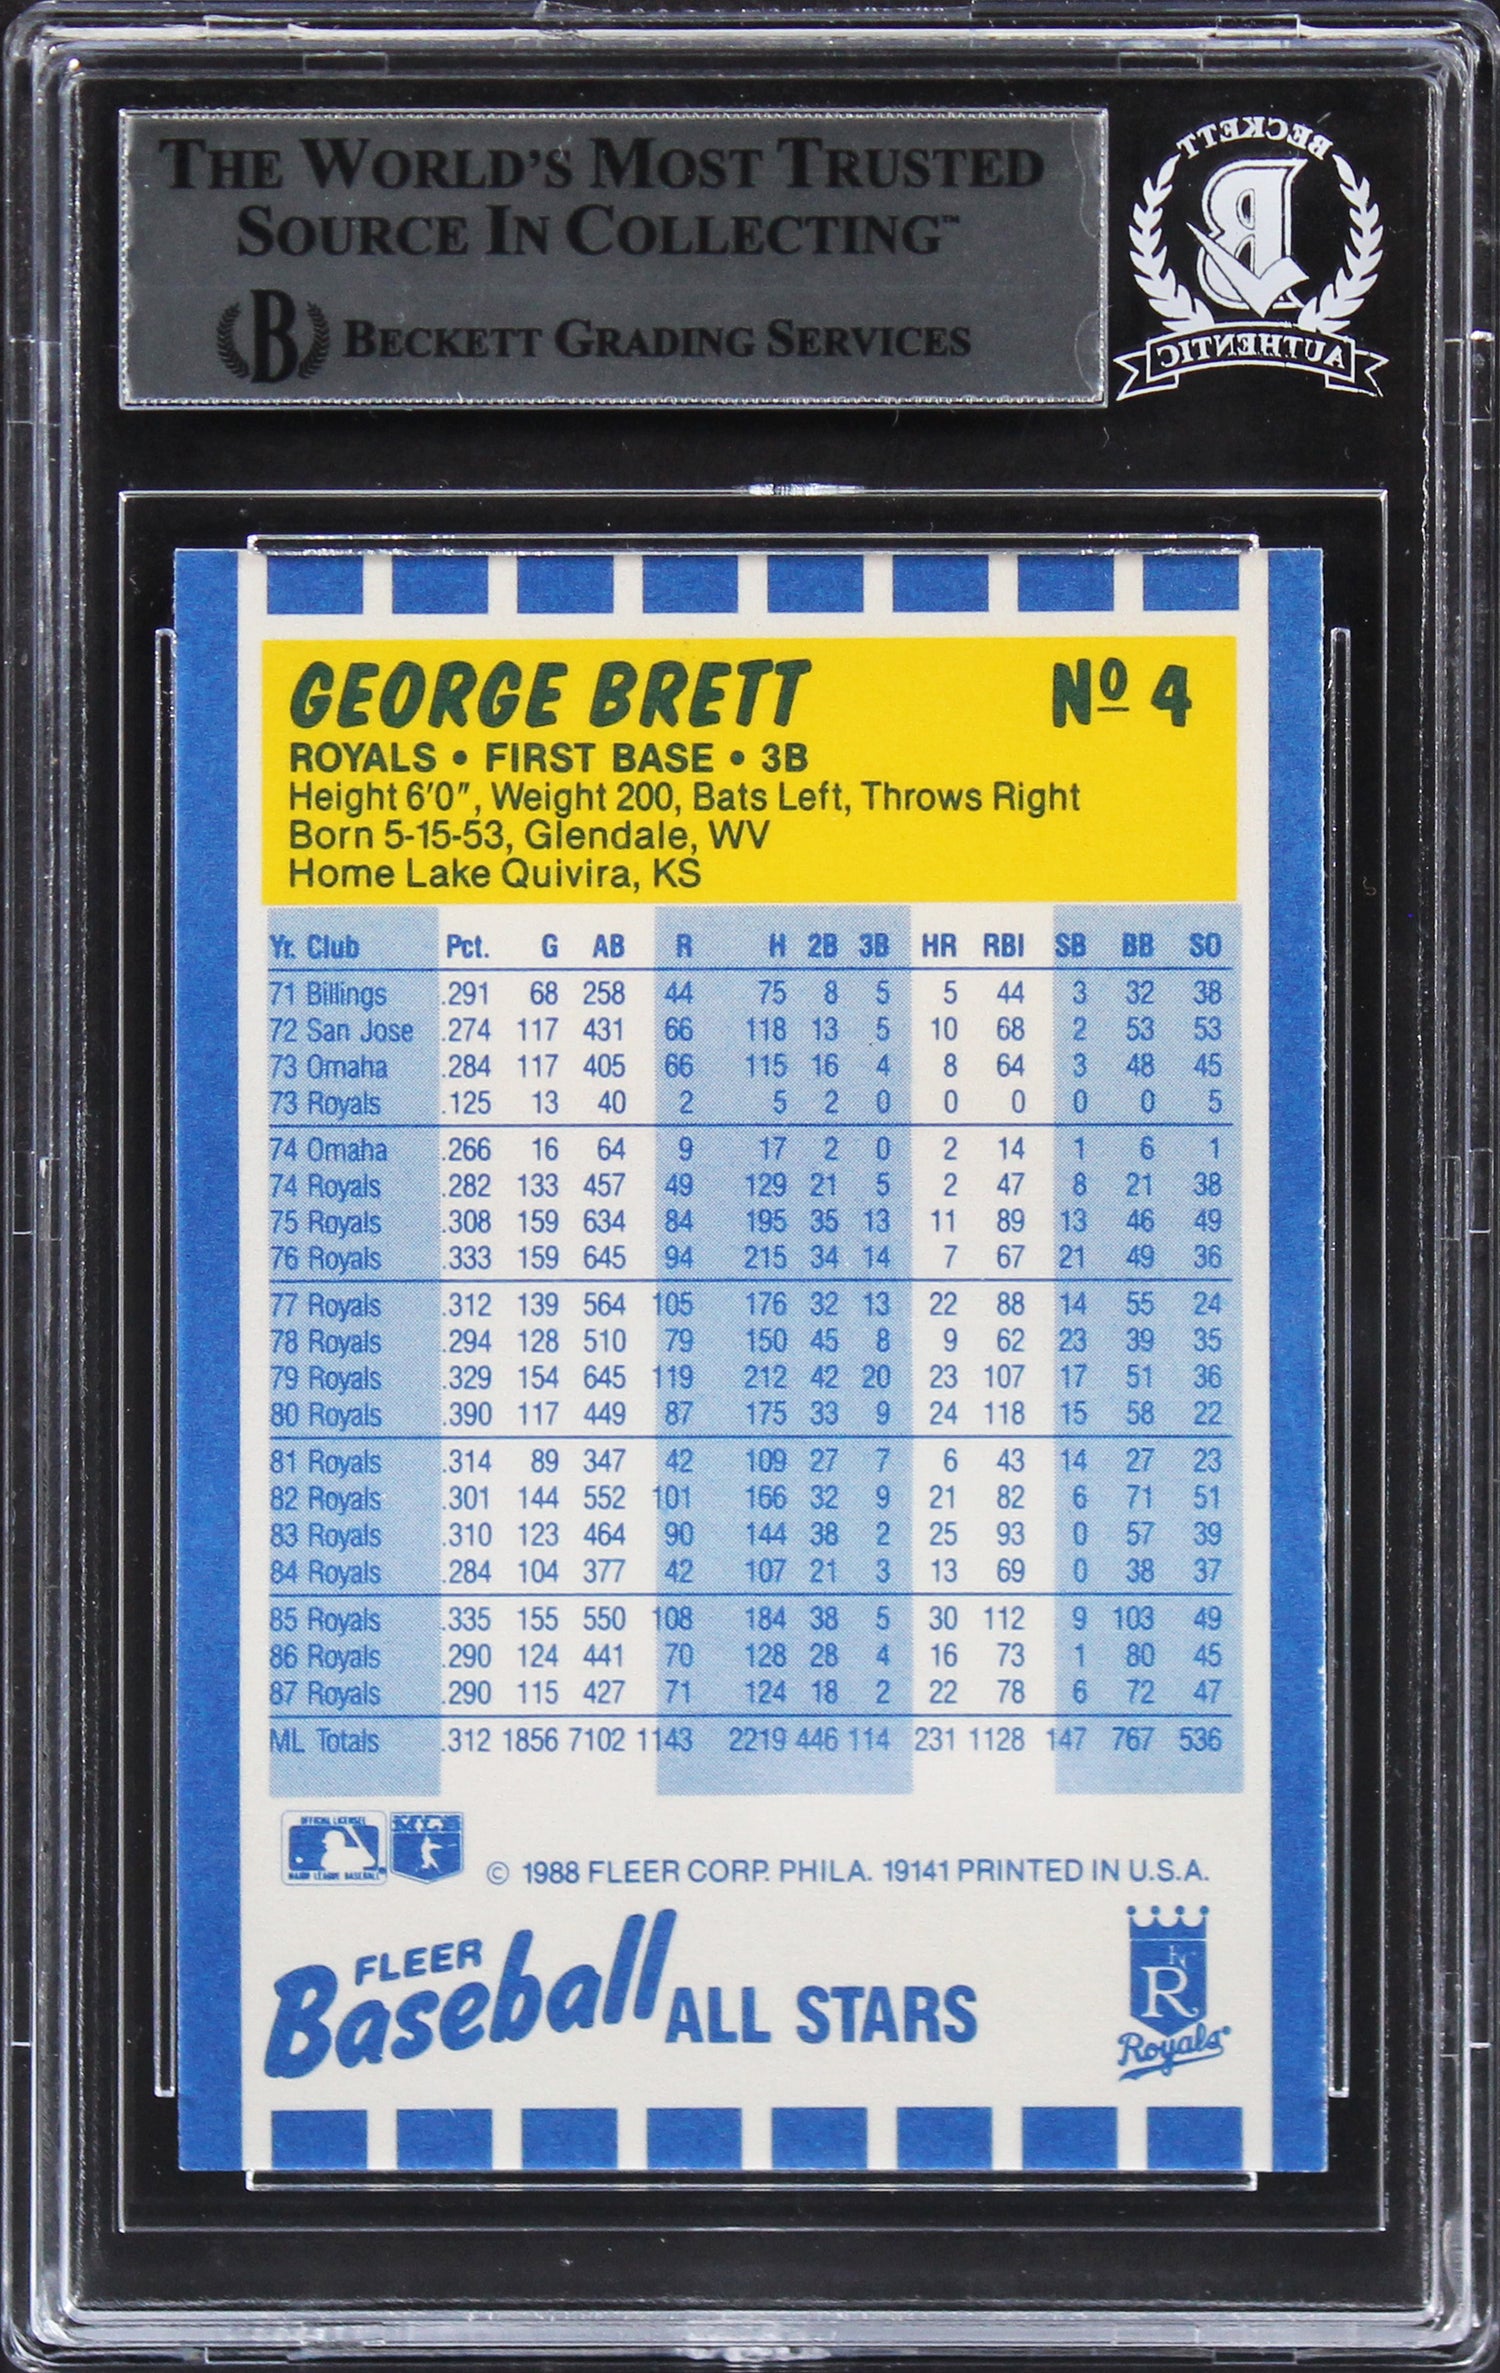 THE WORLD'S MOST TRUSTED
SOURCE IN COLLECTING™
B BECKETT GRADING SERVICES
BECKETT
B
AUTHENTIC
GEORGE BRETT Nº 4
ROYALS • FIRST BASE • 3B
Height 6'0", Weight 200, Bats Left, Throws Right
Born 5-15-53, Glendale, WV
Home Lake Quivira, KS
Yr. Club Pct. G AB R H 2B 3B HR RBI SB BB SO
71 Billings .291 68 258 44 75 8 5 5 44 3 32 38
72 San Jose .274 117 431 66 118 13 5 10 68 2 53 53
73 Omaha .284 117 405 66 115 16 4 8 64 3 48 45
73 Royals .125 13 40 2 5 2 0 0 0 0 0 5
74 Omaha .266 16 64 9 17 2 0 2 14 1 6 1
74 Royals .282 133 457 49 129 21 5 2 47 8 21 38
75 Royals .308 159 634 84 195 35 13 11 89 13 46 49
76 Royals .333 159 645 94 215 34 14 7 67 21 49 36
77 Royals .312 139 564 105 176 32 13 22 88 14 55 24
78 Royals .294 128 510 79 150 45 8 9 62 23 39 35
79 Royals .329 154 645 119 212 42 20 23 107 17 51 36
80 Royals .390 117 449 87 175 33 9 24 118 15 58 22
81 Royals .314 89 347 42 109 27 7 6 43 14 27 23
82 Royals .301 144 552 101 166 32 9 21 82 6 71 51
83 Royals .310 123 464 90 144 38 2 25 93 0 57 39
84 Royals .284 104 377 42 107 21 3 13 69 0 38 37
85 Royals .335 155 550 108 184 38 5 30 112 9 103 49
86 Royals .290 124 441 70 128 28 4 16 73 1 80 45
87 Royals .290 115 427 71 124 18 2 22 78 6 72 47
ML Totals .312 1856 7102 1143 2219 446 114 231 1128 147 767 536
OFFICIAL LICENSEE
MAJOR LEAGUE BASEBALL
© 1988 FLEER CORP. PHILA. 19141 PRINTED IN U.S.A.
FLEER
Baseball ALL STARS
KC
R
Royals